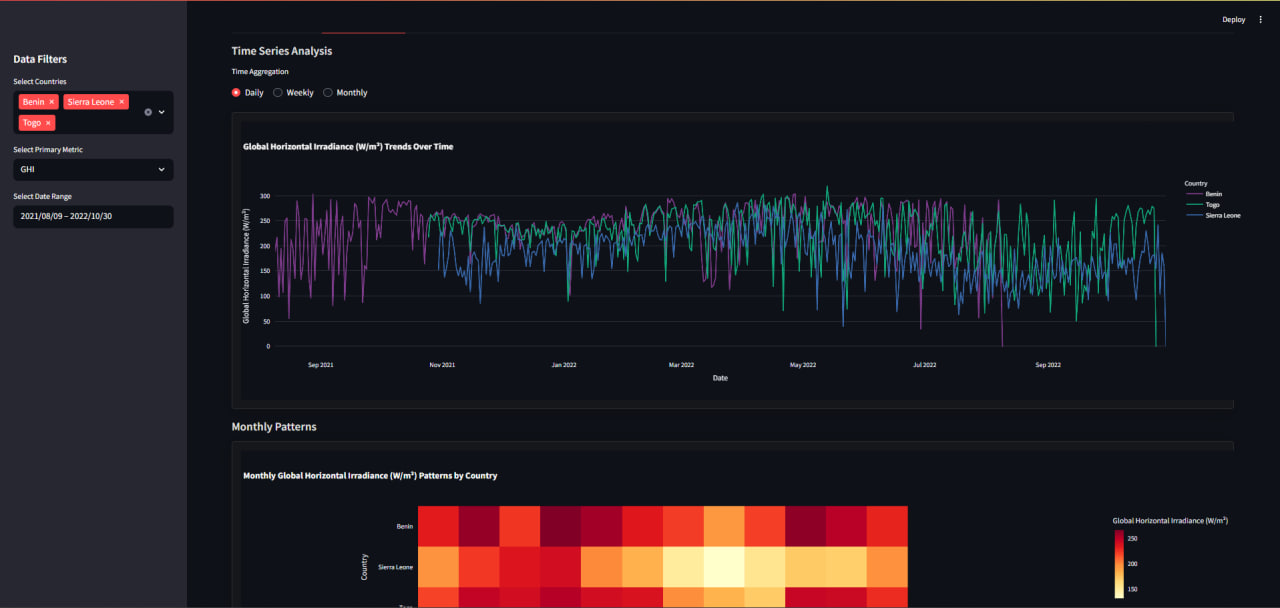 Deploy
Data Filters
Select Countries
Benin ×
Sierra Leone ×
Togo ×
Select Primary Metric
GHI
Select Date Range
2021/08/09 – 2022/10/30
Time Series Analysis
Time Aggregation
Daily Weekly Monthly
Global Horizontal Irradiance (W/m²) Trends Over Time
Global Horizontal Irradiance (W/m²)
300
250
200
150
100
50
0
Sep 2021 Nov 2021 Jan 2022 Mar 2022 May 2022 Jul 2022 Sep 2022
Date
Country
Benin
Togo
Sierra Leone
Monthly Patterns
Monthly Global Horizontal Irradiance (W/m²) Patterns by Country
Country
Benin
Sierra Leone
Togo
Global Horizontal Irradiance (W/m²)
250
200
150